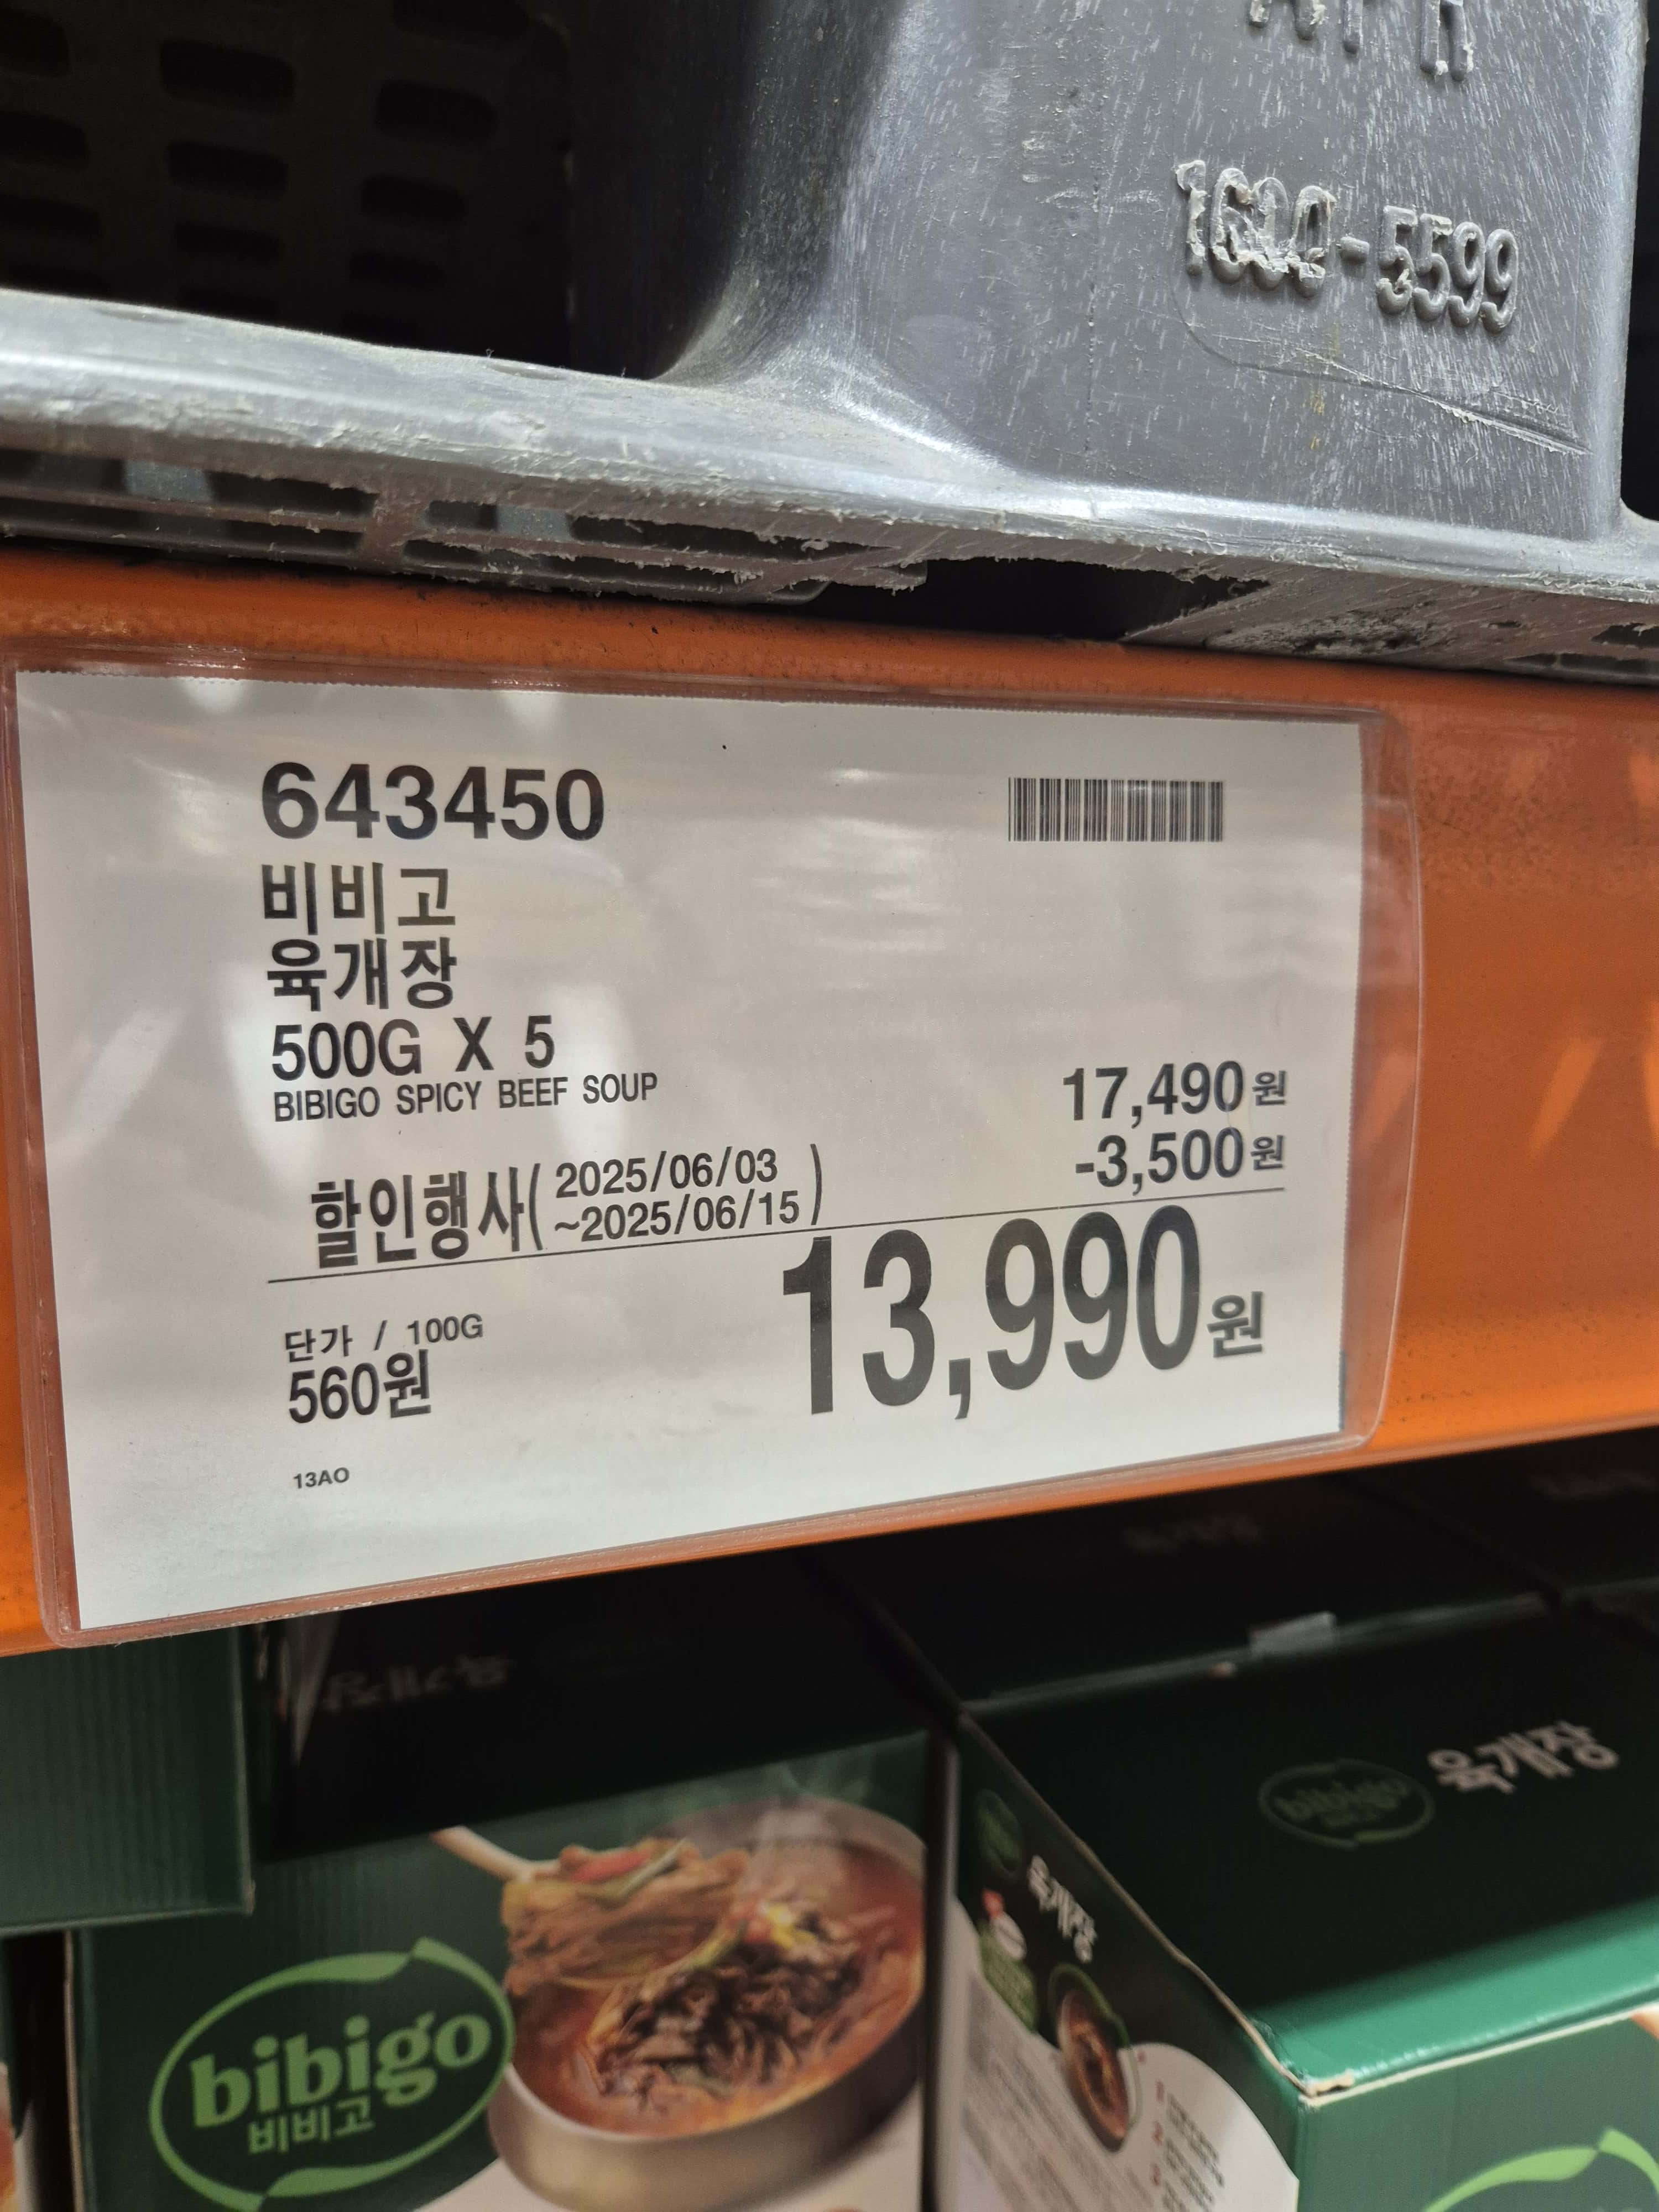 1600-5599
643450
비비고
육개장
500G X 5
BIBIGO SPICY BEEF SOUP
17,490원
-3,500원
할인행사( 2025/06/03
~2025/06/15 )
13,990원
단가 / 100G
560원
13AO
bibigo
비비고
bibigo
육개장
육개장